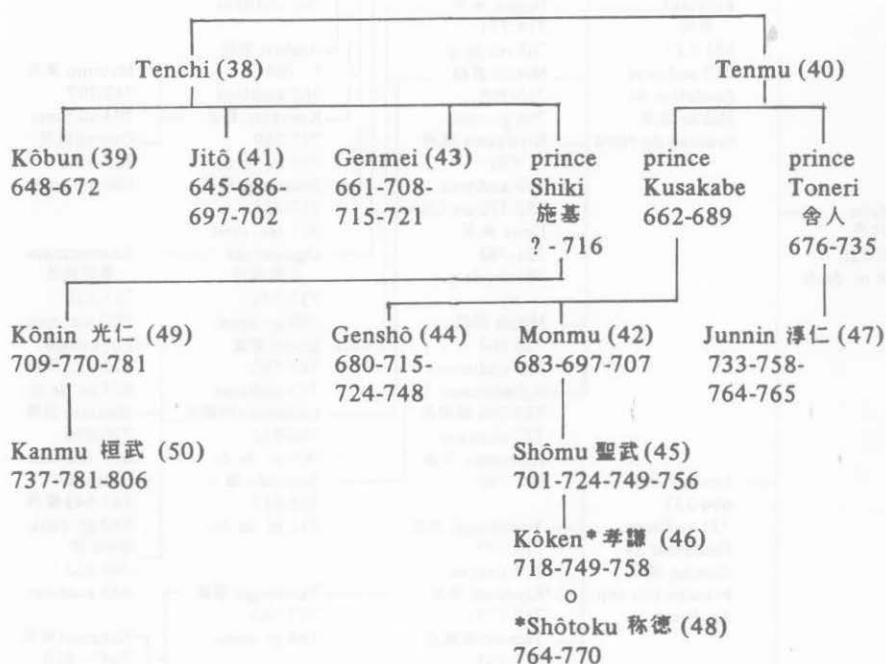 Tenchi (38)
Tenmu (40)
Kôbun (39)
648-672
Jitô (41)
645-686-
697-702
Genmei (43)
661-708-
715-721
prince
Shiki
施基
? - 716
prince
Kusakabe
662-689
prince
Toneri
舍人
676-735
Kônin 光仁 (49)
709-770-781
Genshô (44)
680-715-
724-748
Monmu (42)
683-697-707
Junnin 淳仁 (47)
733-758-
764-765
Kanmu 桓武 (50)
737-781-806
Shômu 聖武 (45)
701-724-749-756
Kôken* 孝謙 (46)
718-749-758
o
*Shôtoku 称徳 (48)
764-770